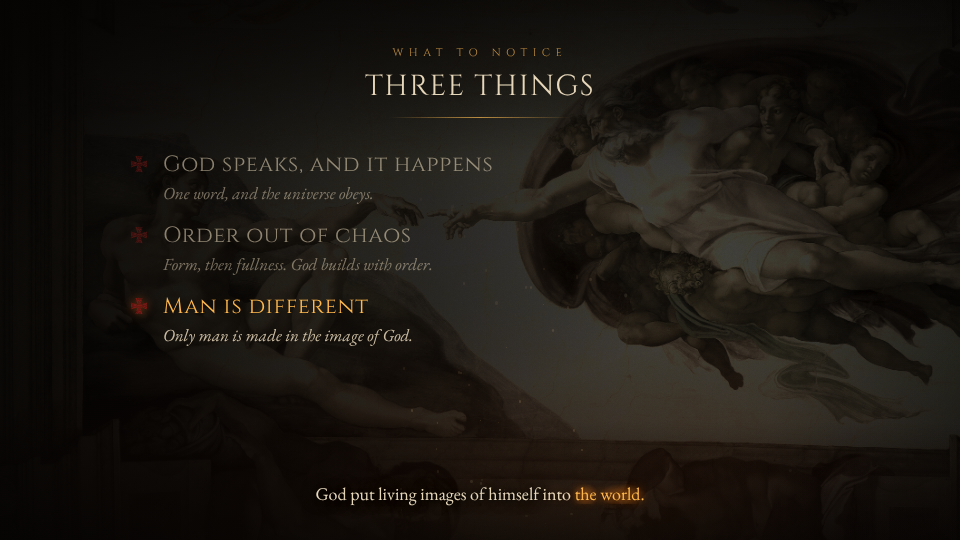 WHAT TO NOTICE
THREE THINGS
GOD SPEAKS, AND IT HAPPENS
One word, and the universe obeys.
ORDER OUT OF CHAOS
Form, then fullness. God builds with order.
MAN IS DIFFERENT
Only man is made in the image of God.
God put living images of himself into the world.